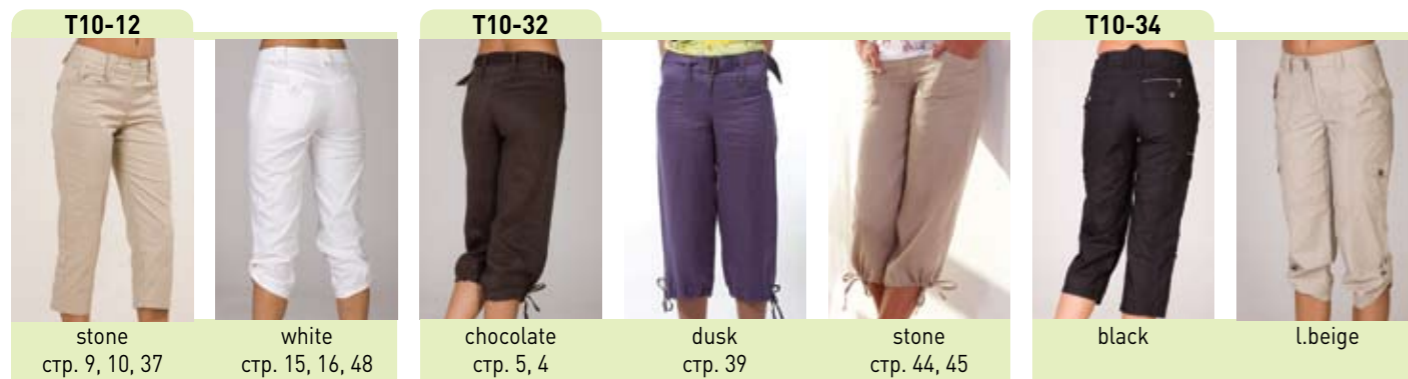 T10-12
stone
стр. 9, 10, 37
white
стр. 15, 16, 48
T10-32
chocolate
стр. 5, 4
dusk
стр. 39
stone
стр. 44, 45
T10-34
black
l.beige